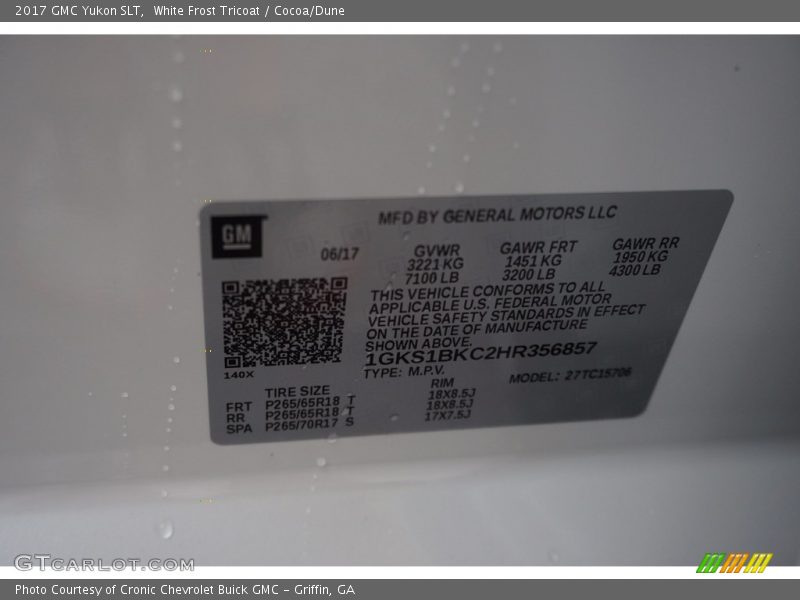 2017 GMC Yukon SLT,  White Frost Tricoat / Cocoa/Dune
MFD BY GENERAL MOTORS LLC
GM
06/17
GVWR GAWR FRT GAWR RR
3221 KG 1451 KG 1950 KG
7100 LB 3200 LB 4300 LB
THIS VEHICLE CONFORMS TO ALL
APPLICABLE U.S. FEDERAL MOTOR
VEHICLE SAFETY STANDARDS IN EFFECT
ON THE DATE OF MANUFACTURE
SHOWN ABOVE.
1GKS1BKC2HR356857
140X
TYPE: M.P.V. MODEL: 27TC15706
TIRE SIZE RIM
FRT P265/65R18 T 18X8.5J
RR P265/65R18 T 18X8.5J
SPA P265/70R17 S 17X7.5J
GTCARLOT.COM
Photo Courtesy of Cronic Chevrolet Buick GMC – Griffin, GA